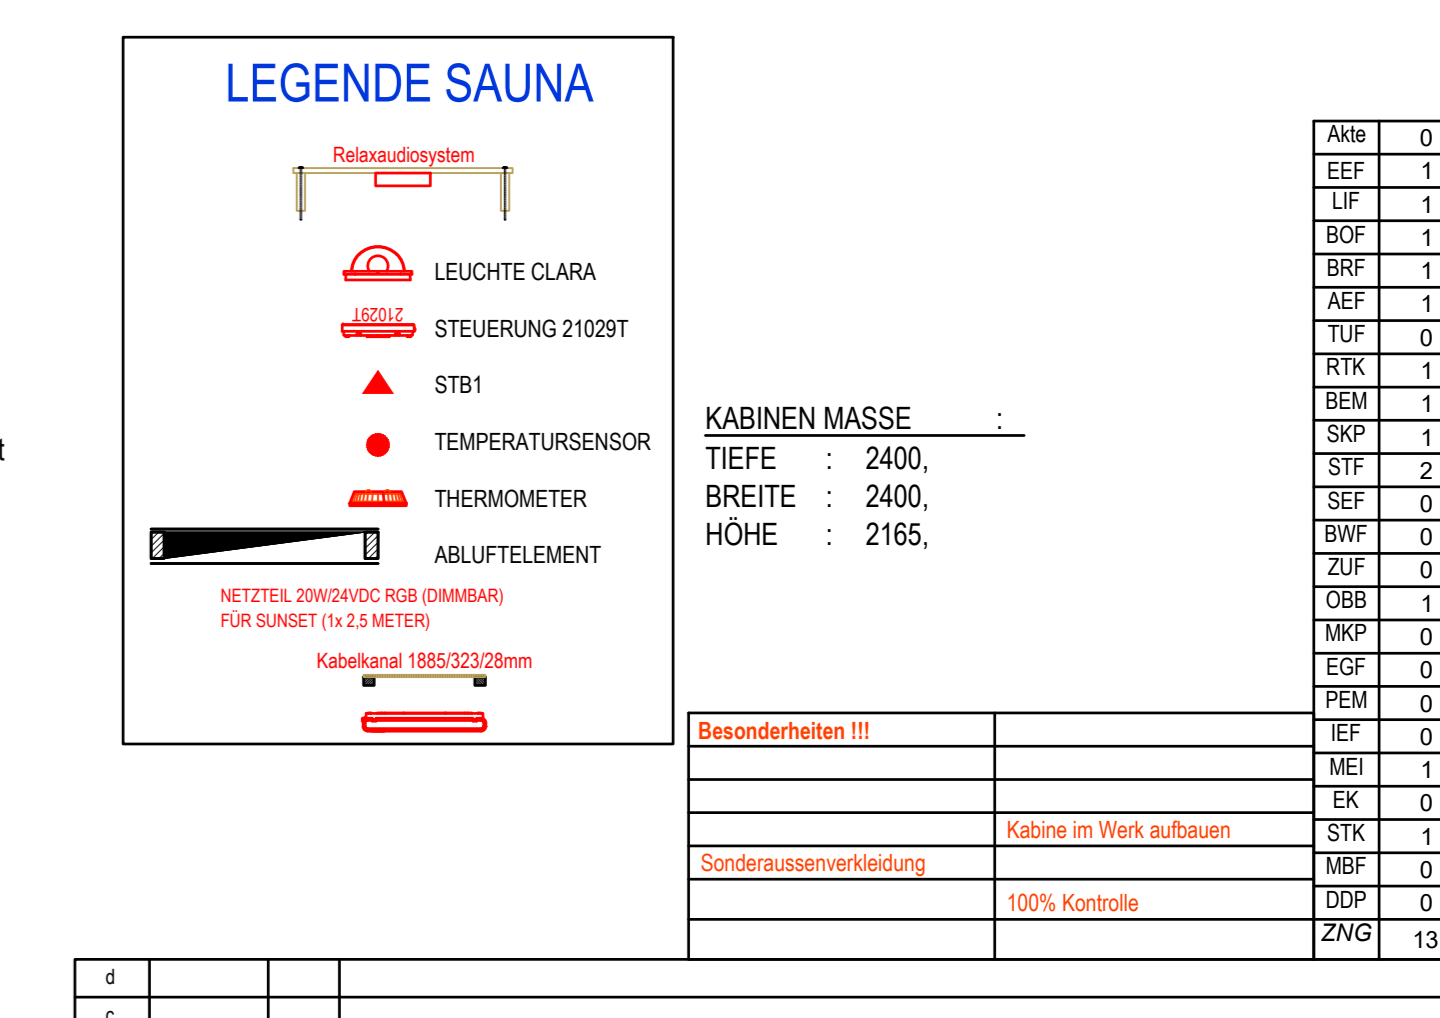 LEGENDE SAUNA
Relaxaudiosystem
LEUCHTE CLARA
21029T
STEUERUNG 21029T
STB1
TEMPERATURSENSOR
THERMOMETER
ABLUFTELEMENT
NETZTEIL 20W/24VDC RGB (DIMMBAR)
FÜR SUNSET (1x 2,5 METER)
Kabelkanal 1885/323/28mm
t
KABINEN MASSE :
TIEFE : 2400,
BREITE : 2400,
HÖHE : 2165,
Besonderheiten !!!
Kabine im Werk aufbauen
Sonderaussenverkleidung
100% Kontrolle
Akte 0
EEF 1
LIF 1
BOF 1
BRF 1
AEF 1
TUF 0
RTK 1
BEM 1
SKP 1
STF 2
SEF 0
BWF 0
ZUF 0
OBB 1
MKP 0
EGF 0
PEM 0
IEF 0
MEI 1
EK 0
STK 1
MBF 0
DDP 0
ZNG 13
d
c